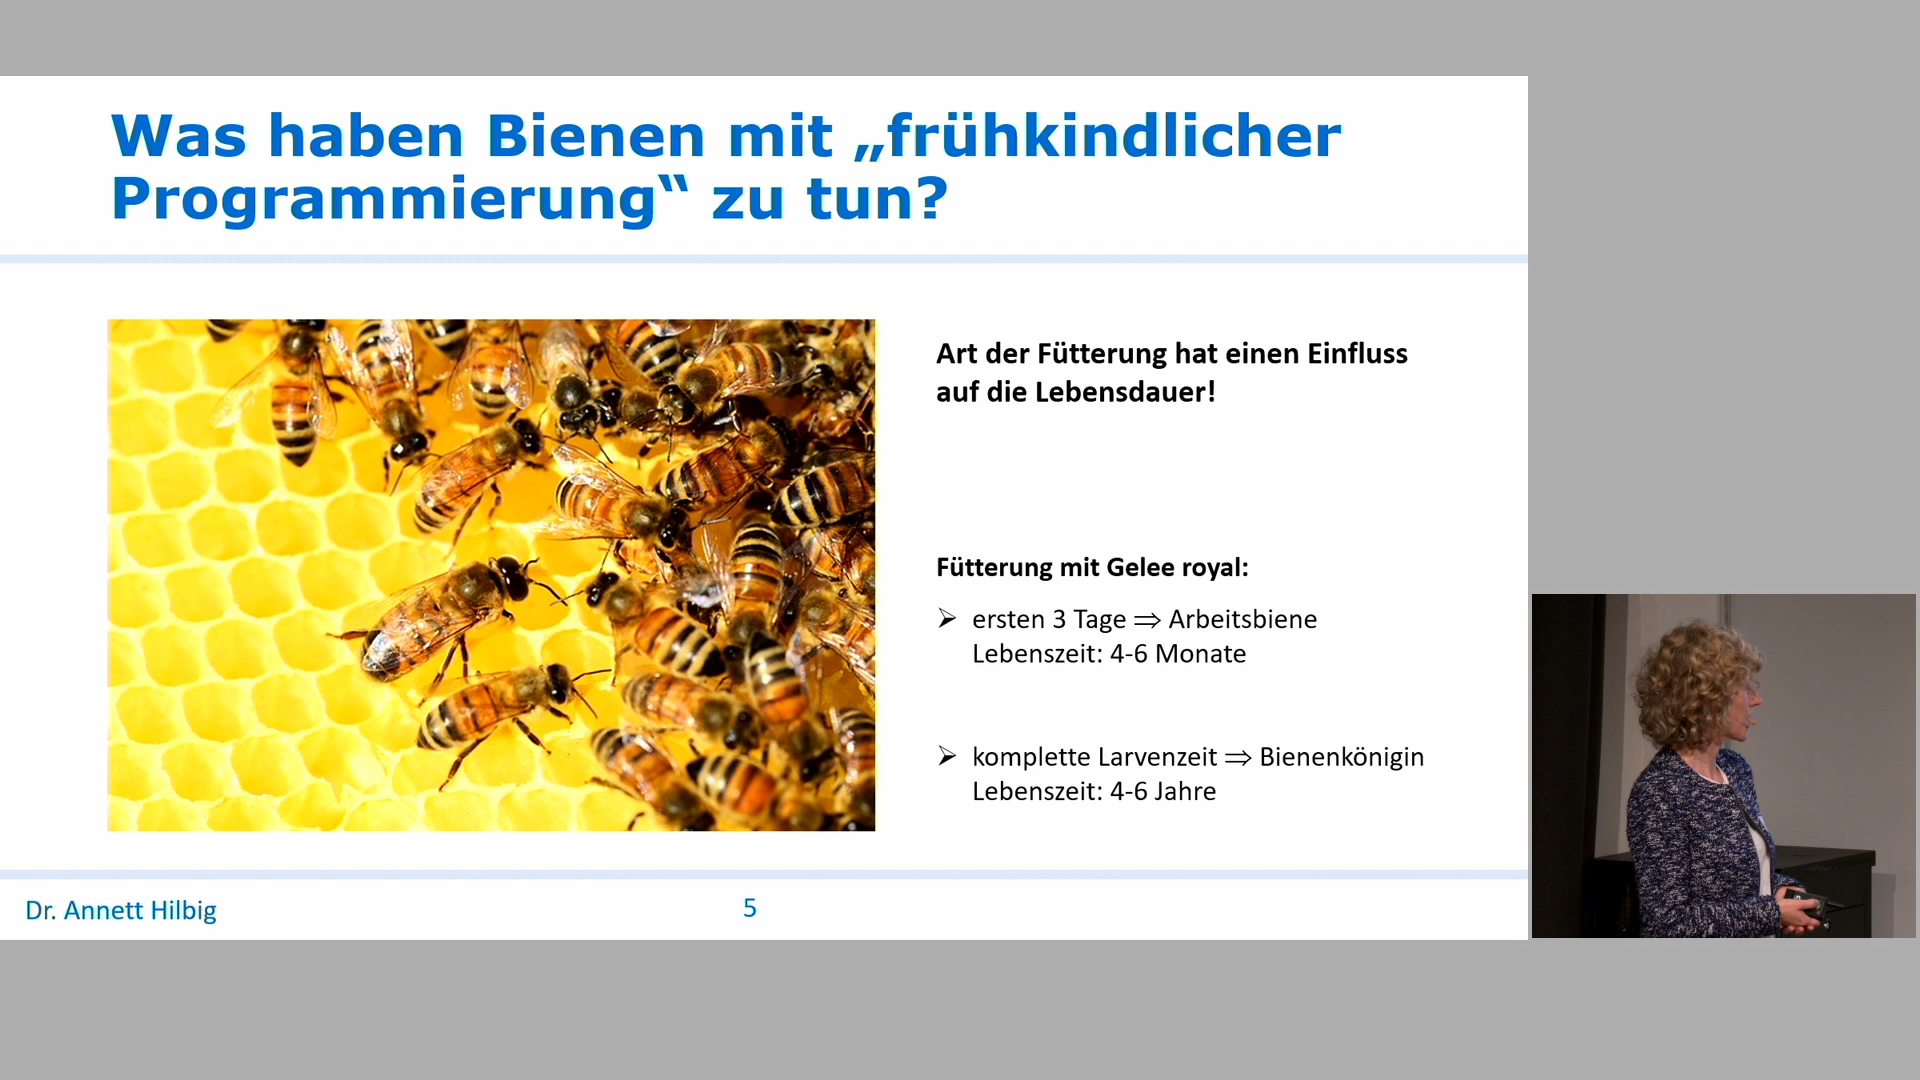 Was haben Bienen mit „frühkindlicher
Programmierung“ zu tun?
Art der Fütterung hat einen Einfluss
auf die Lebensdauer!
Fütterung mit Gelee royal:
➢ ersten 3 Tage ⇒ Arbeitsbiene
Lebenszeit: 4-6 Monate
➢ komplette Larvenzeit ⇒ Bienenkönigin
Lebenszeit: 4-6 Jahre
Dr. Annett Hilbig
5